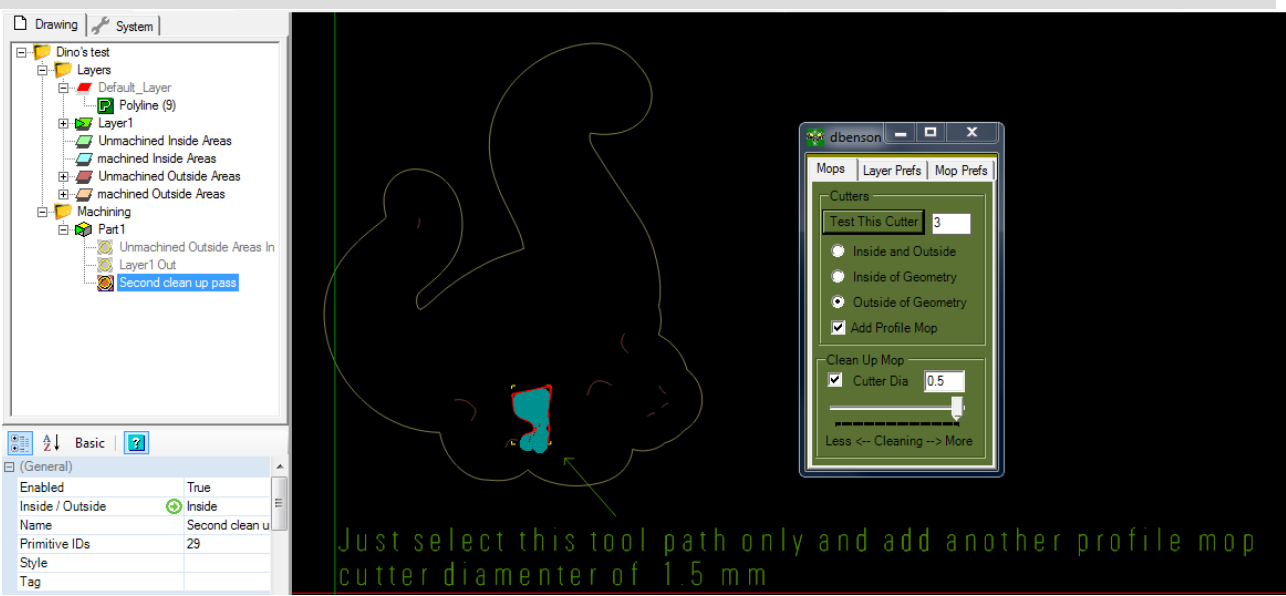 Drawing
System
Dino's test
Layers
Default_Layer
Polyline (9)
Layer1
Unmachined Inside Areas
machined Inside Areas
Unmachined Outside Areas
machined Outside Areas
Machining
Part1
Unmachined Outside Areas In
Layer1 Out
Second clean up pass
Basic
(General)
Enabled True
Inside / Outside Inside
Name Second clean u
Primitive IDs 29
Style
Tag
dbenson
Mops Layer Prefs Mop Prefs
Cutters
Test This Cutter 3
Inside and Outside
Inside of Geometry
Outside of Geometry
Add Profile Mop
Clean Up Mop
Cutter Dia 0.5
Less <-- Cleaning --> More
Just select this tool path only and add another profile mop
cutter diamenter of 1.5 mm